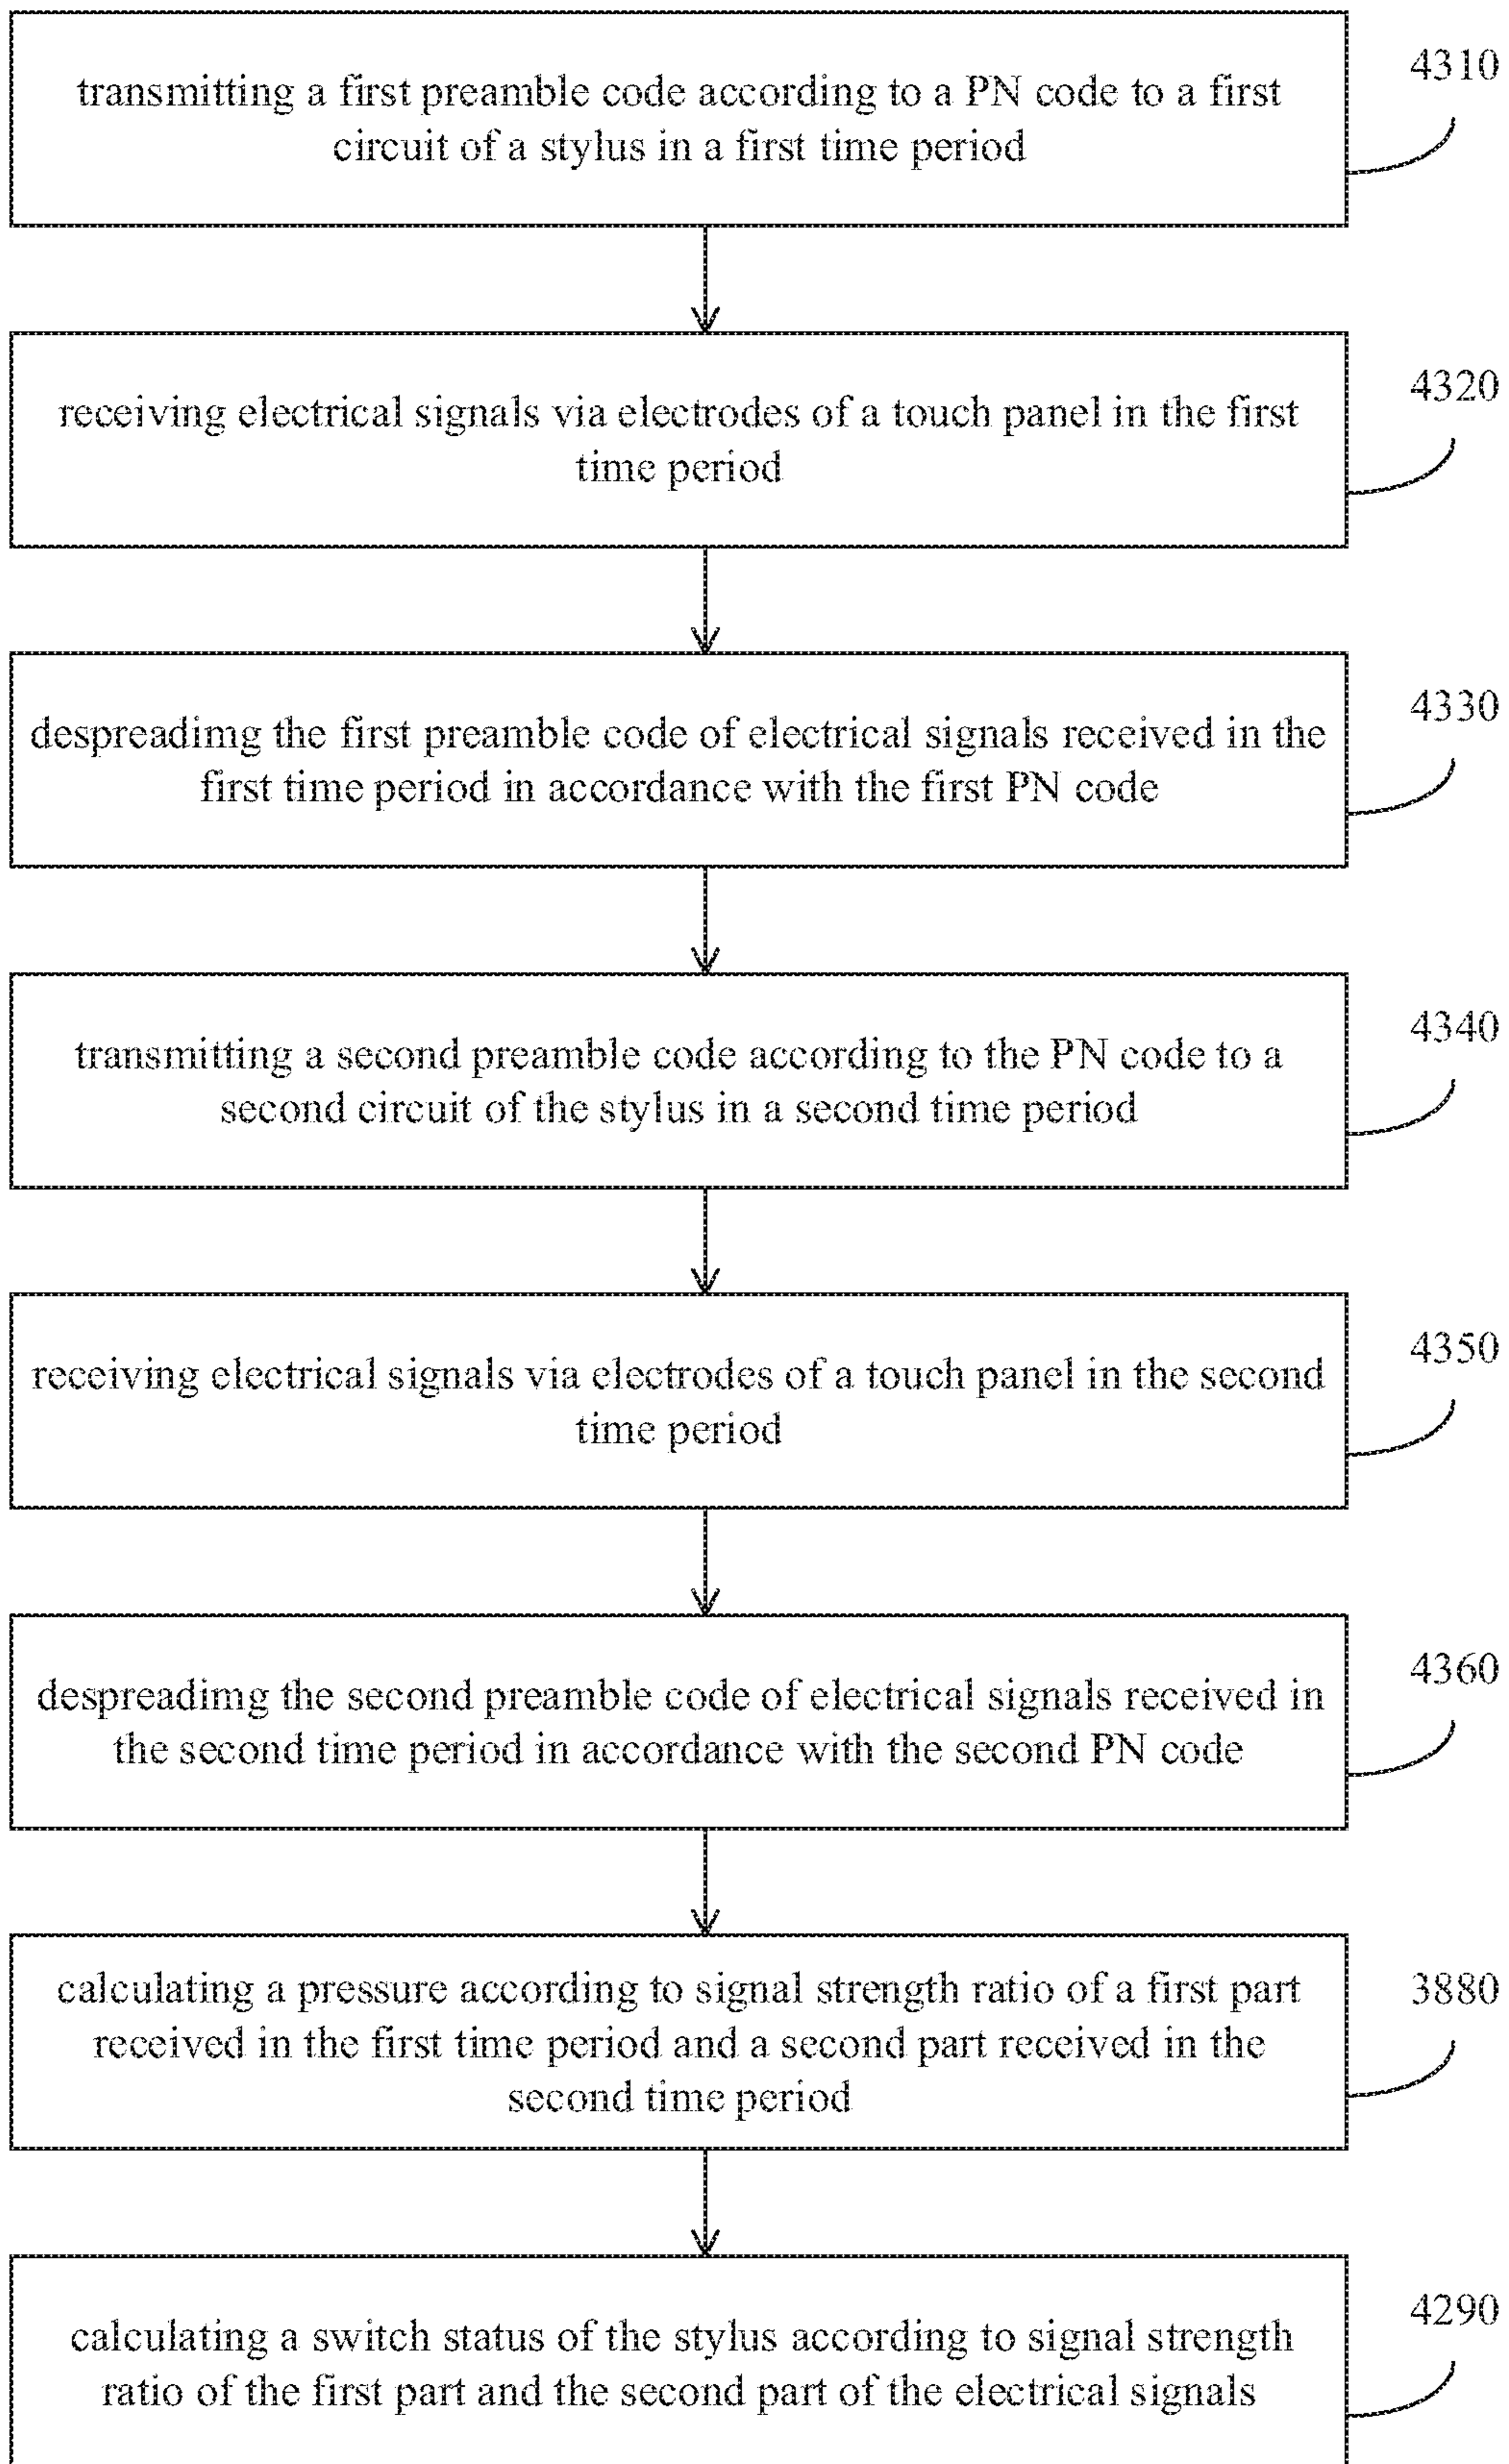 transmitting a first preamble code according to a PN code to a first
circuit of a stylus in a first time period
4310
receiving electrical signals via electrodes of a touch panel in the first
time period
4320
despreadimg the first preamble code of electrical signals received in the
first time period in accordance with the first PN code
4330
transmitting a second preamble code according to the PN code to a
second circuit of the stylus in a second time period
4340
receiving electrical signals via electrodes of a touch panel in the second
time period
4350
despreadimg the second preamble code of electrical signals received in
the second time period in accordance with the second PN code
4360
calculating a pressure according to signal strength ratio of a first part
received in the first time period and a second part received in the
second time period
3880
calculating a switch status of the stylus according to signal strength
ratio of the first part and the second part of the electrical signals
4290